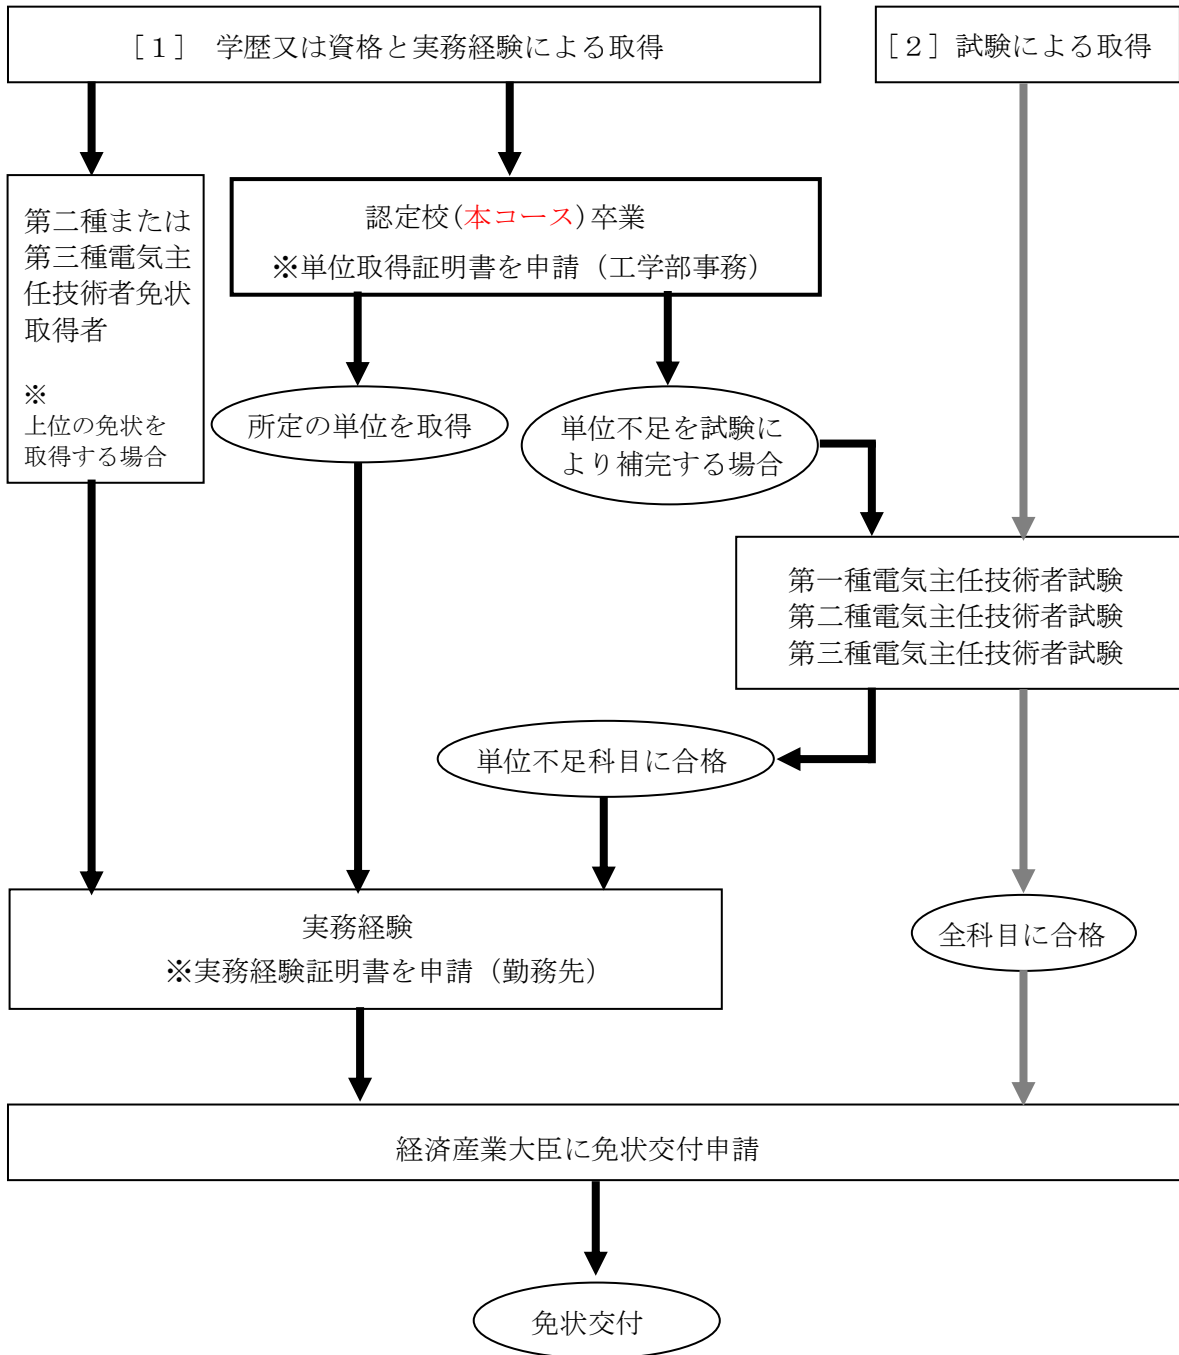 ［１］ 学歴又は資格と実務経験による取得
［２］試験による取得
第二種または
第三種電気主
任技術者免状
取得者
※
上位の免状を
取得する場合
認定校(本コース)卒業
※単位取得証明書を申請（工学部事務）
所定の単位を取得
単位不足を試験に
より補完する場合
第一種電気主任技術者試験
第二種電気主任技術者試験
第三種電気主任技術者試験
単位不足科目に合格
実務経験
※実務経験証明書を申請（勤務先）
全科目に合格
経済産業大臣に免状交付申請
免状交付